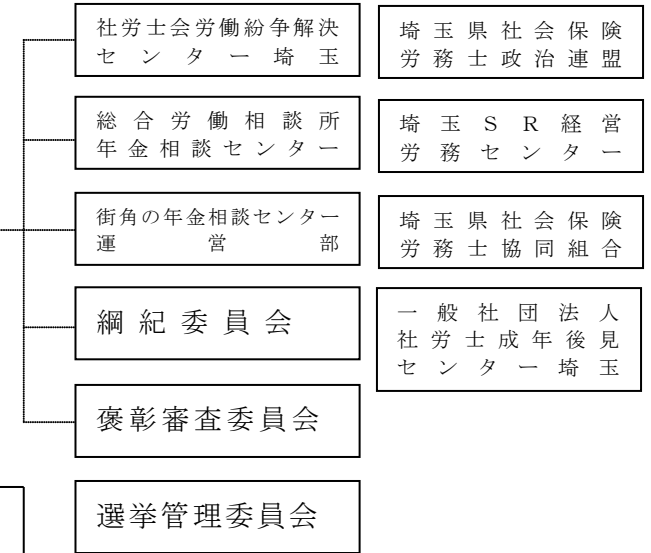 社労士会労働紛争解決
センター埼玉
総合労働相談所
年金相談センター
街角の年金相談センター
運営部
綱紀委員会
褒彰審査委員会
選挙管理委員会
埼玉県社会保険
労務士政治連盟
埼玉ＳＲ経営
労務センター
埼玉県社会保険
労務士協同組合
一般社団法人
社労士成年後見
センター埼玉